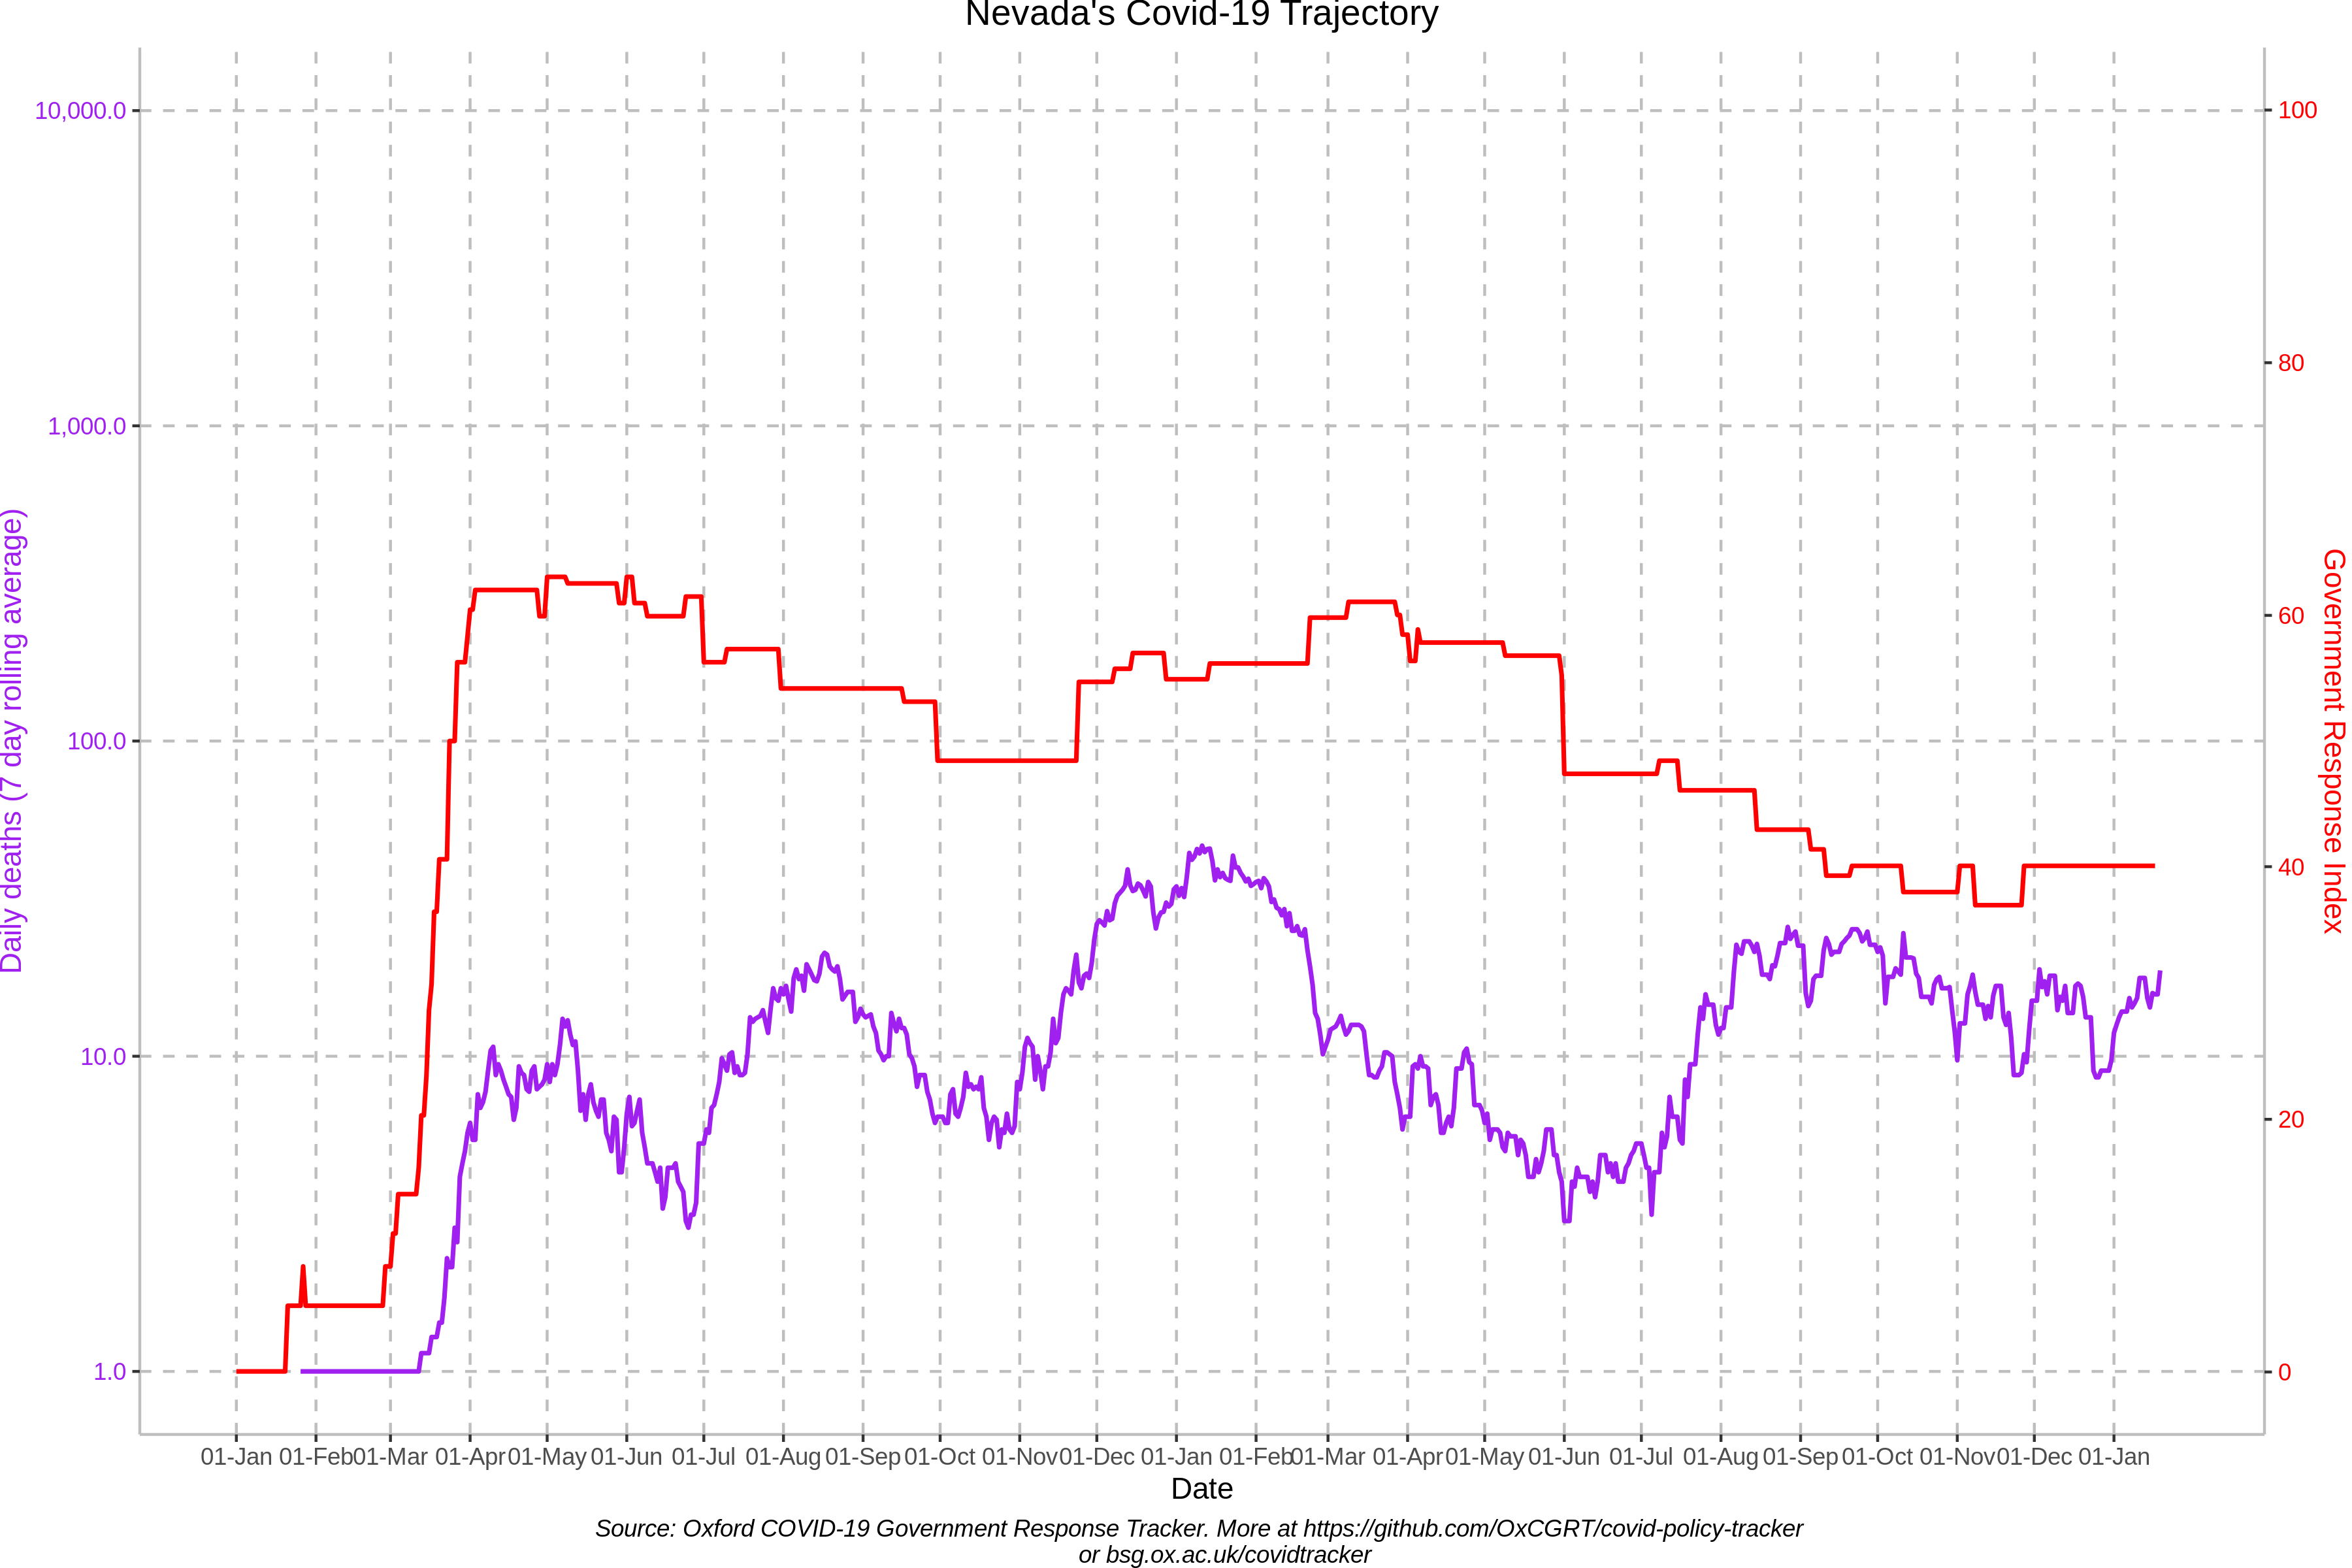 Nevada's Covid-19 Trajectory
10,000.0
1,000.0
100.0
10.0
1.0
Daily deaths (7 day rolling average)
100
80
60
40
20
0
Government Response Index
01-Jan 01-Feb 01-Mar 01-Apr 01-May 01-Jun 01-Jul 01-Aug 01-Sep 01-Oct 01-Nov 01-Dec 01-Jan 01-Feb 01-Mar 01-Apr 01-May 01-Jun 01-Jul 01-Aug 01-Sep 01-Oct 01-Nov 01-Dec 01-Jan
Date
Source: Oxford COVID-19 Government Response Tracker. More at https://github.com/OxCGRT/covid-policy-tracker
or bsg.ox.ac.uk/covidtracker